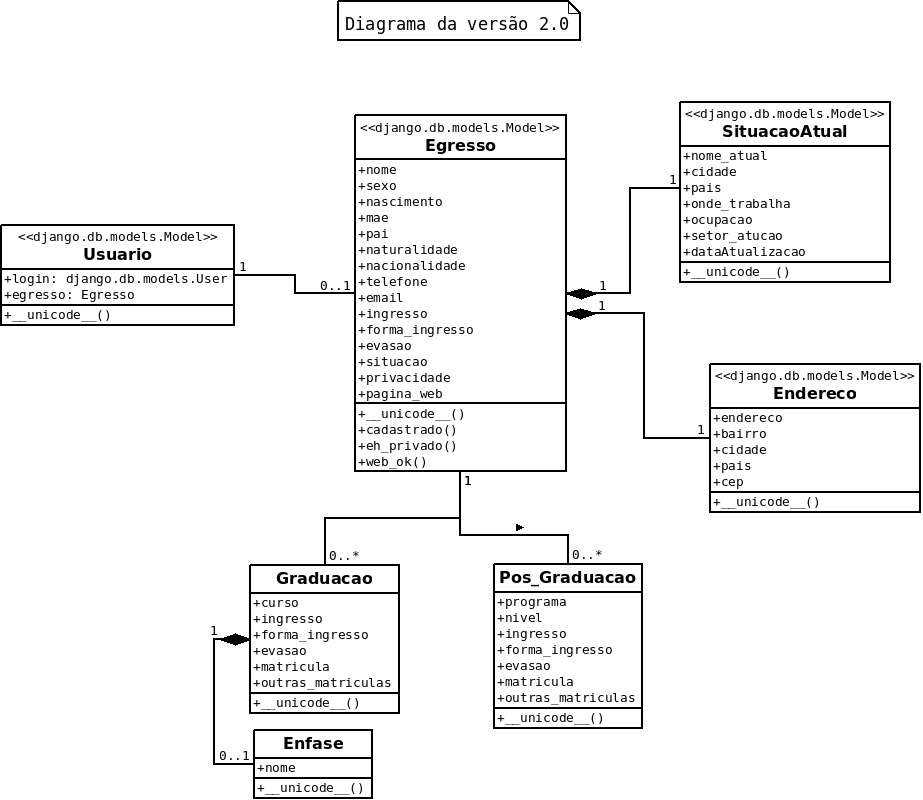 Diagrama da versão 2.0
<<django.db.models.Model>>
Egresso
+nome
+sexo
+nascimento
+mae
+pai
+naturalidade
+nacionalidade
+telefone
+email
+ingresso
+forma_ingresso
+evasao
+situacao
+privacidade
+pagina_web
+__unicode__()
+cadastrado()
+eh_privado()
+web_ok()
<<django.db.models.Model>>
SituacaoAtual
+nome_atual
+cidade
+pais
+onde_trabalha
+ocupacao
+setor_atucao
+dataAtualizacao
+__unicode__()
<<django.db.models.Model>>
Usuario
+login: django.db.models.User
+egresso: Egresso
+__unicode__()
1
0..1
1
1
1
1
<<django.db.models.Model>>
Endereco
+endereco
+bairro
+cidade
+pais
+cep
+__unicode__()
1
0..*
0..*
Graduacao
+curso
+ingresso
+forma_ingresso
+evasao
+matricula
+outras_matriculas
+__unicode__()
Pos_Graduacao
+programa
+nivel
+ingresso
+forma_ingresso
+evasao
+matricula
+outras_matriculas
+__unicode__()
1
0..1
Enfase
+nome
+__unicode__()